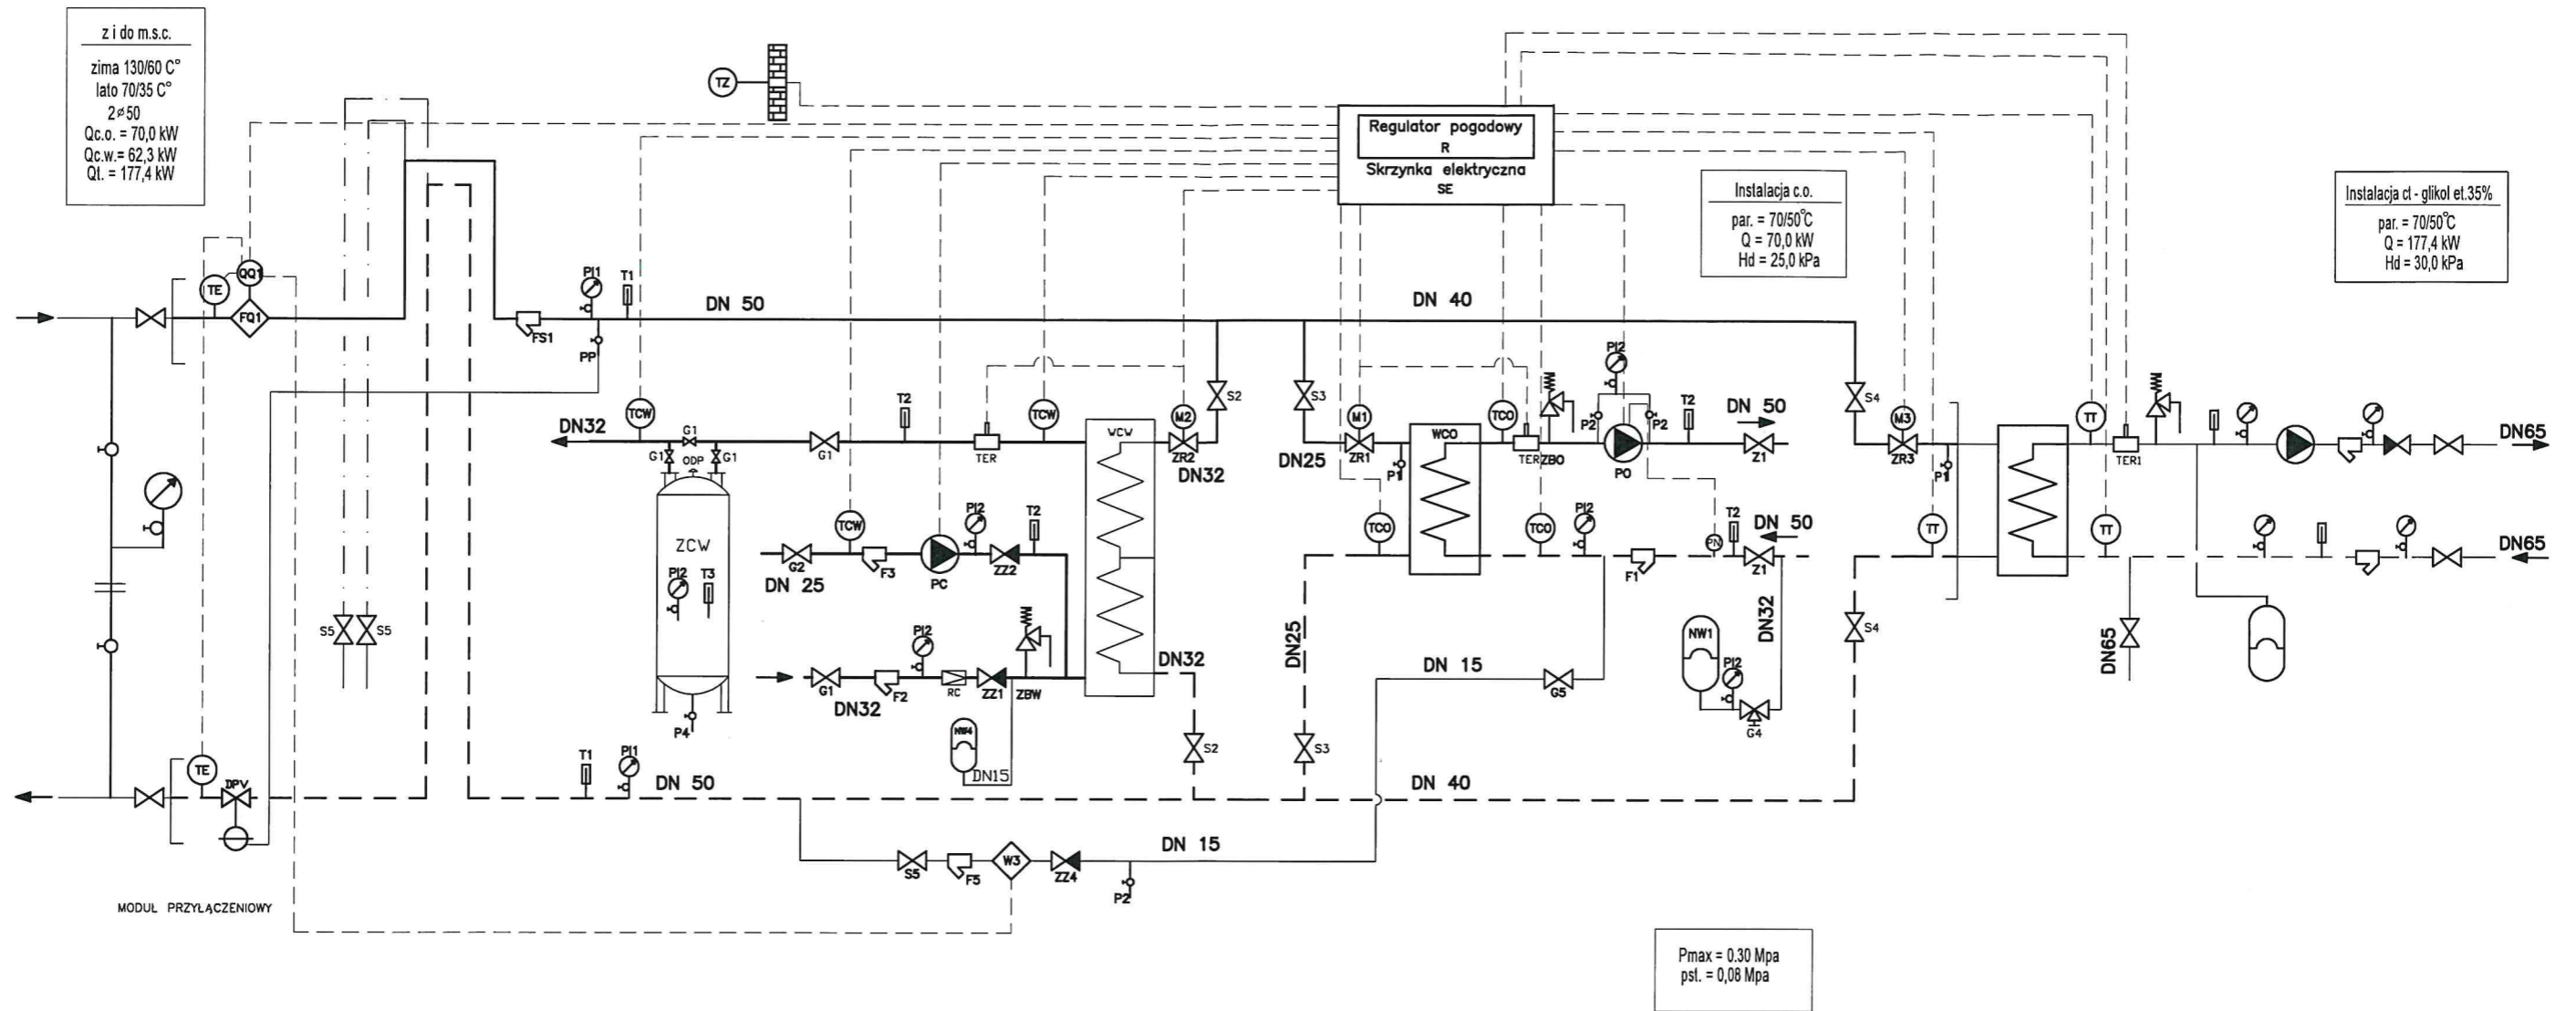 z i do m.s.c.
zima 130/60 C°
lato 70/35 C°
2⌀50
Qc.o. = 70,0 kW
Qc.w.= 62,3 kW
Qt. = 177,4 kW
TZ
Regulator pogodowy
R
Skrzynka elektryczna
SE
Instalacja c.o.
par. = 70/50°C
Q = 70,0 kW
Hd = 25,0 kPa
Instalacja ct - glikol et.35%
par. = 70/50°C
Q = 177,4 kW
Hd = 30,0 kPa
TE
QQ1
FQ1
FS1
PI1
T1
PP
DN 50
DN 40
TCW
DN32
G1
G1
ODP
G1
G1
T2
TER
TCW
WCW
M2
ZR2
DN32
S2
S3
DN25
M1
ZR1
P1
WCO
TCO
TER
ZBO
PI2
P2
P2
PO
T2
DN 50
Z1
S4
M3
ZR3
P1
TT
TER1
DN65
ZCW
PI2
T3
P4
TCW
G2
DN 25
F3
PC
PI2
ZZ2
T2
TCO
TCO
PI2
F1
PN
T2
DN 50
Z1
TT
TT
DN65
S5
S5
G1
DN32
F2
PI2
RC
ZZ1
ZBW
NW4
DN15
DN32
S2
DN25
S3
DN 15
G5
NW1
PI2
G4
DN32
S4
DN65
TE
DPV
T1
PI1
DN 50
DN 40
S5
F5
W3
ZZ4
P2
DN 15
MODUŁ PRZYŁĄCZENIOWY
Pmax = 0.30 Mpa
pst. = 0,08 Mpa